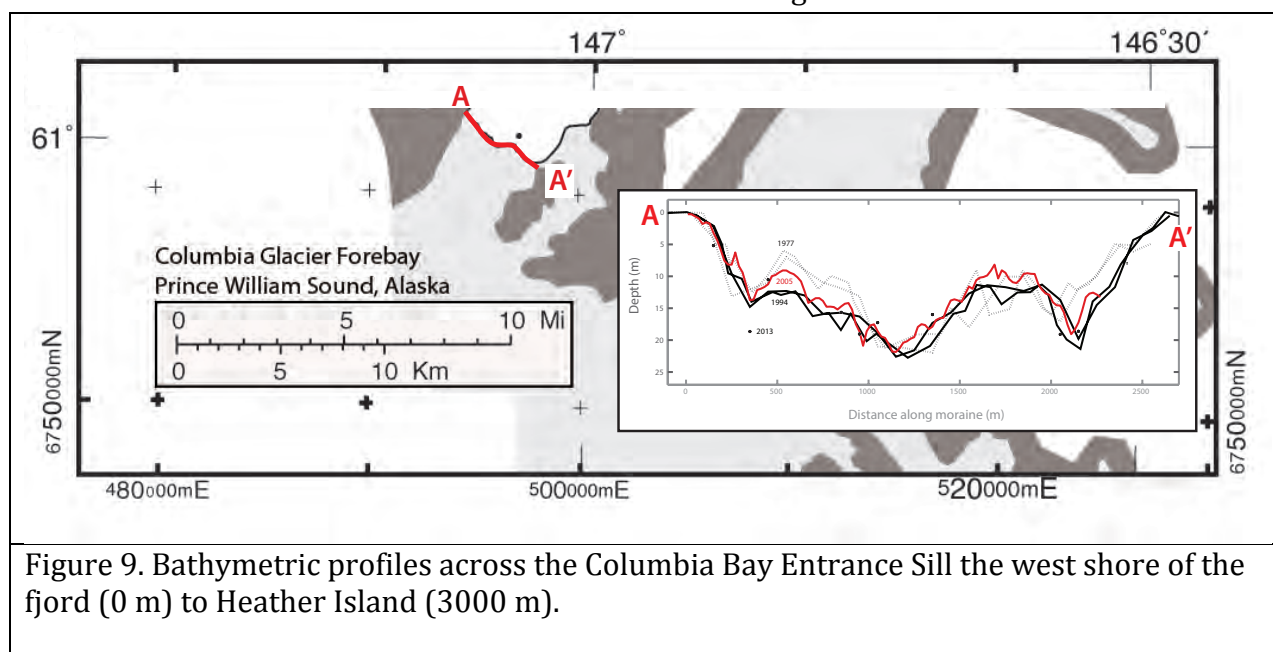 147°
146°30′
A
61°
A'
Columbia Glacier Forebay
Prince William Sound, Alaska
0 5 10 Mi
0 5 10 Km
6750000mN
6750000mN
480000mE
500000mE
520000mE
A
A'
0
5
10
15
20
25
Depth (m)
1977
2005
1994
2013
0 500 1000 1500 2000 2500
Distance along moraine (m)
Figure 9. Bathymetric profiles across the Columbia Bay Entrance Sill the west shore of the
fjord (0 m) to Heather Island (3000 m).